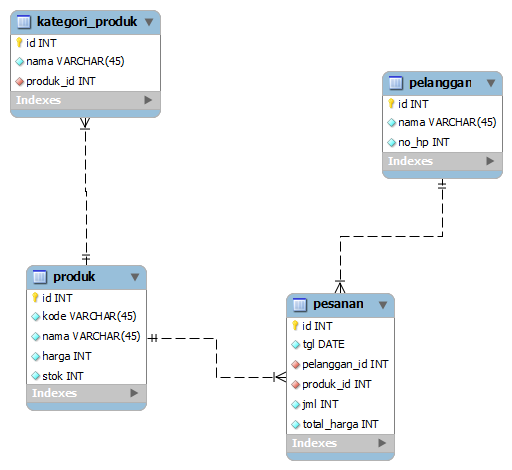 kategori_produk
id INT
nama VARCHAR(45)
produk_id INT
Indexes
pelanggan
id INT
nama VARCHAR(45)
no_hp INT
Indexes
produk
id INT
kode VARCHAR(45)
nama VARCHAR(45)
harga INT
stok INT
Indexes
pesanan
id INT
tgl DATE
pelanggan_id INT
produk_id INT
jml INT
total_harga INT
Indexes